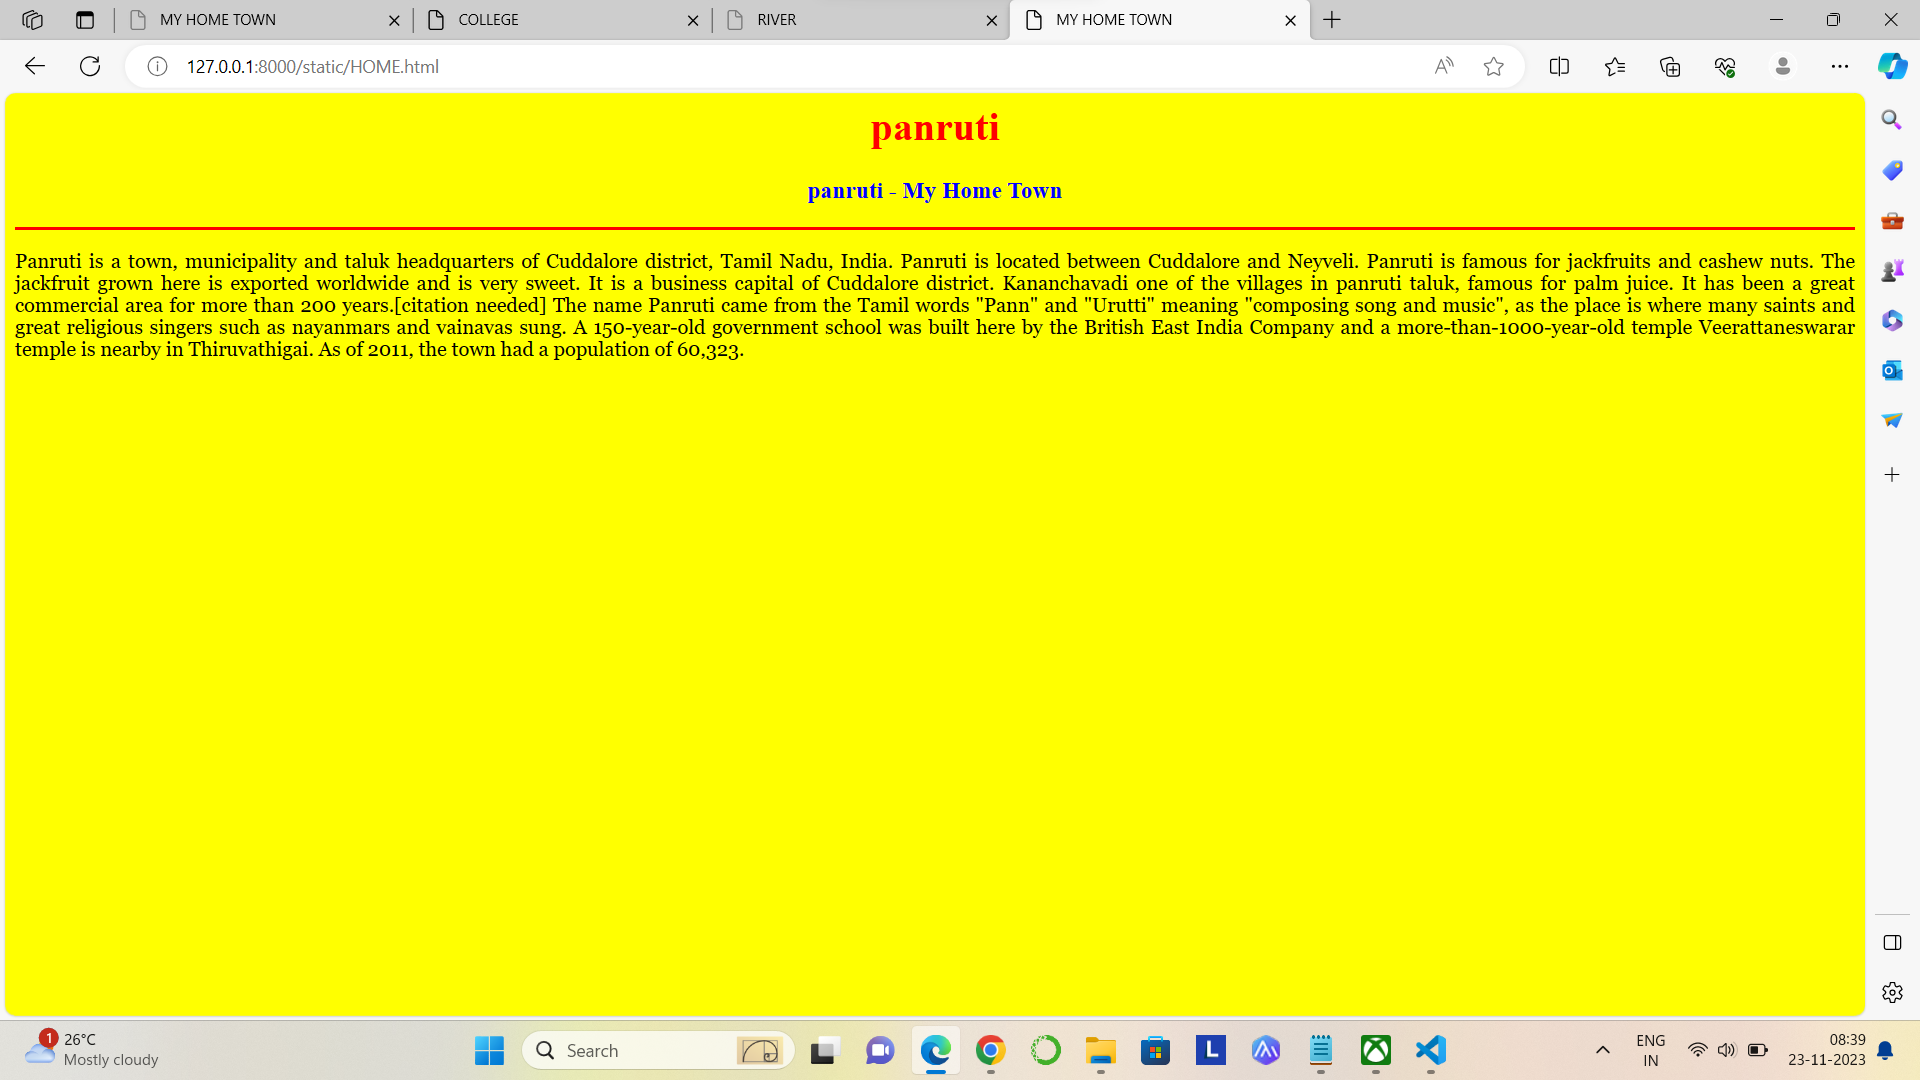 MY HOME TOWN
COLLEGE
RIVER
MY HOME TOWN
127.0.0.1:8000/static/HOME.html
panruti
panruti - My Home Town
Panruti is a town, municipality and taluk headquarters of Cuddalore district, Tamil Nadu, India. Panruti is located between Cuddalore and Neyveli. Panruti is famous for jackfruits and cashew nuts. The
jackfruit grown here is exported worldwide and is very sweet. It is a business capital of Cuddalore district. Kananchavadi one of the villages in panruti taluk, famous for palm juice. It has been a great
commercial area for more than 200 years.[citation needed] The name Panruti came from the Tamil words "Pann" and "Urutti" meaning "composing song and music", as the place is where many saints and
great religious singers such as nayanmars and vainavas sung. A 150-year-old government school was built here by the British East India Company and a more-than-1000-year-old temple Veerattaneswarar
temple is nearby in Thiruvathigai. As of 2011, the town had a population of 60,323.
1
26°C
Mostly cloudy
Search
L
ENG
IN
08:39
23-11-2023